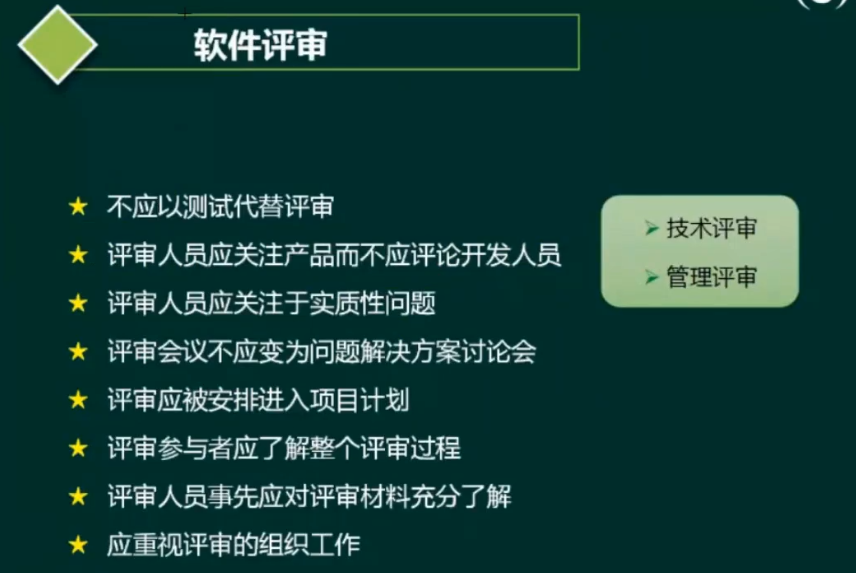 软件评审
不应以测试代替评审
评审人员应关注产品而不应评论开发人员
评审人员应关注于实质性问题
评审会议不应变为问题解决方案讨论会
评审应被安排进入项目计划
评审参与者应了解整个评审过程
评审人员事先应对评审材料充分了解
应重视评审的组织工作
技术评审
管理评审